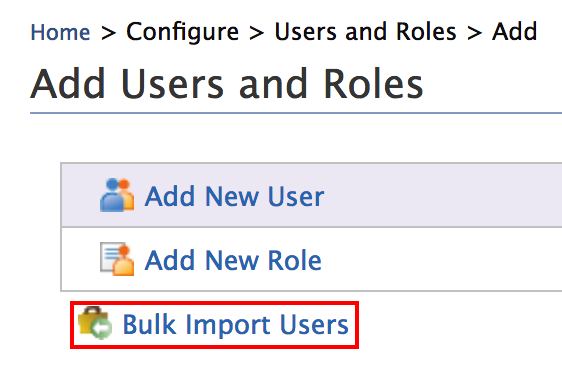 Home > Configure > Users and Roles > Add
Add Users and Roles
Add New User
Add New Role
Bulk Import Users